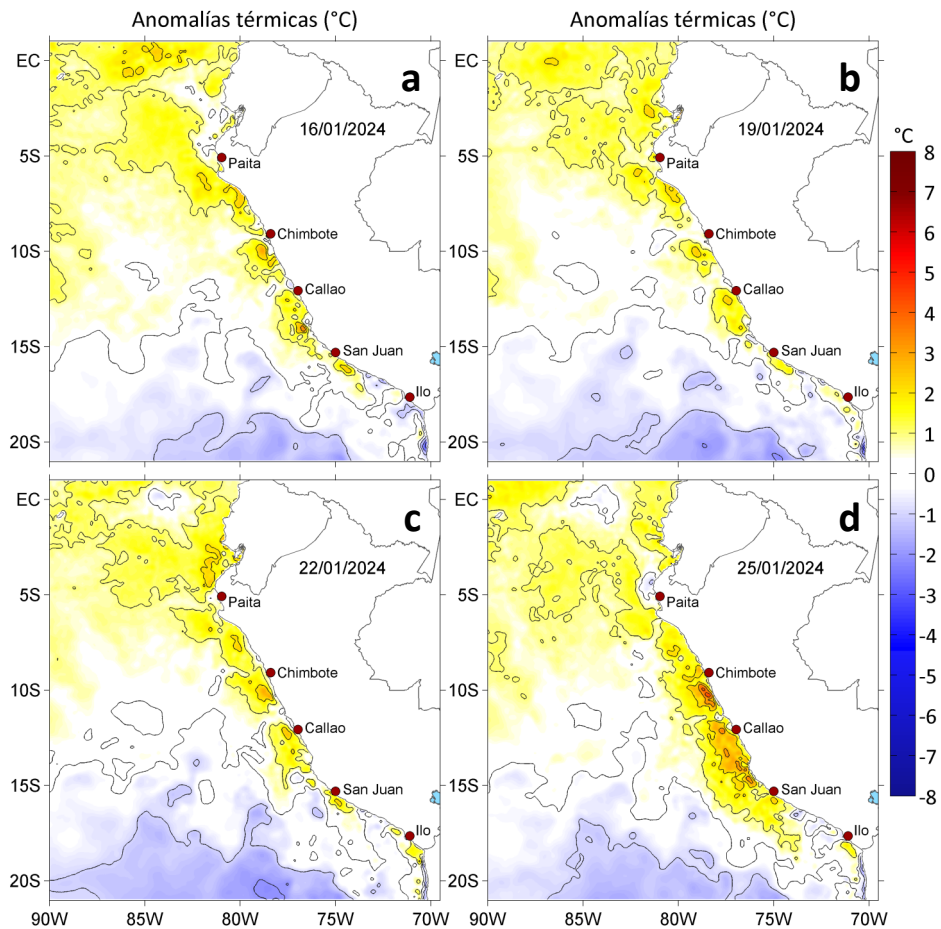 Anomalías térmicas (°C)
Anomalías térmicas (°C)
EC
5S
10S
15S
20S
a
16/01/2024
Paita
Chimbote
Callao
San Juan
Ilo
EC
5S
10S
15S
20S
b
19/01/2024
Paita
Chimbote
Callao
San Juan
Ilo
EC
5S
10S
15S
20S
c
22/01/2024
Paita
Chimbote
Callao
San Juan
Ilo
90W
85W
80W
75W
70W
EC
5S
10S
15S
20S
d
25/01/2024
Paita
Chimbote
Callao
San Juan
Ilo
90W
85W
80W
75W
70W
°C
8
7
6
5
4
3
2
1
0
-1
-2
-3
-4
-5
-6
-7
-8